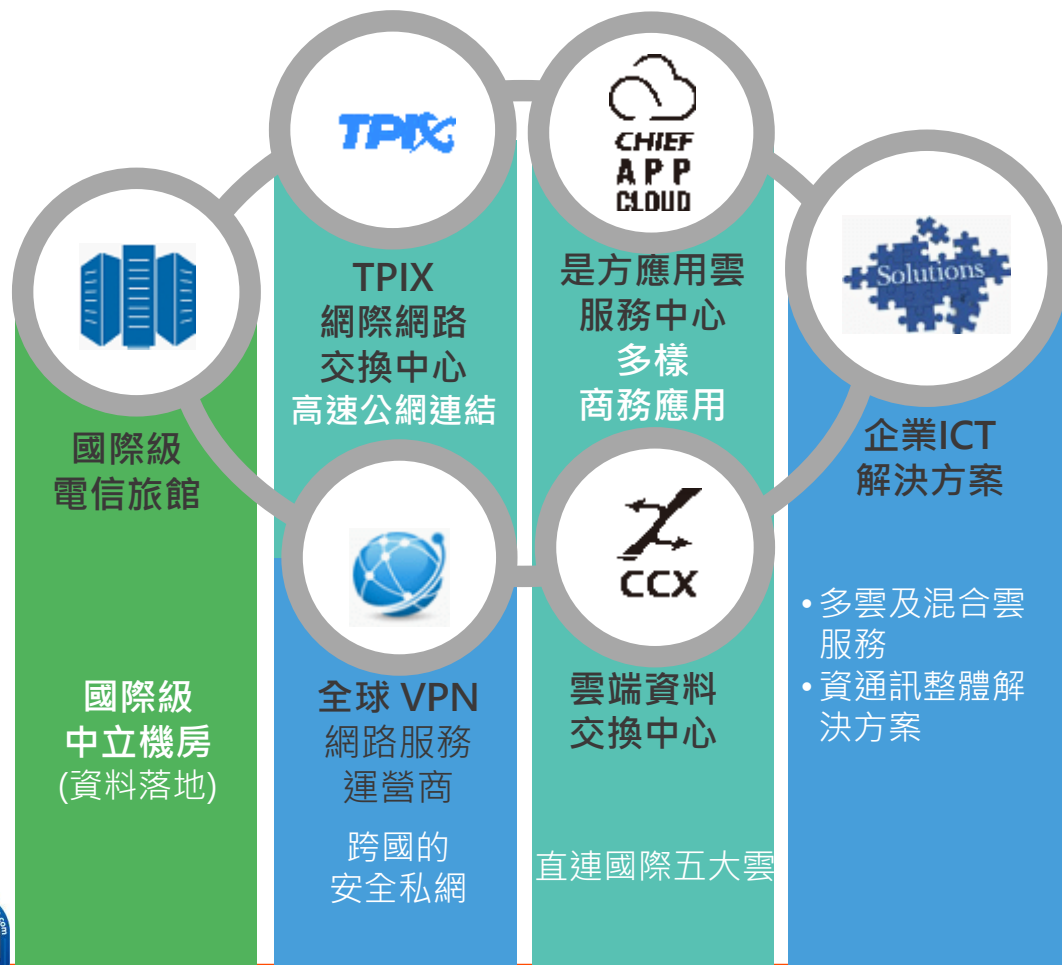 國際級
電信旅館
國際級
中立機房
(資料落地)
TPIX
TPIX
網際網路
交換中心
高速公網連結
全球 VPN
網路服務
運營商
跨國的
安全私網
CHIEF
APP
CLOUD
是方應用雲
服務中心
多樣
商務應用
CCX
雲端資料
交換中心
直連國際五大雲
Solutions
企業ICT
解決方案
• 多雲及混合雲
服務
• 資通訊整體解
決方案